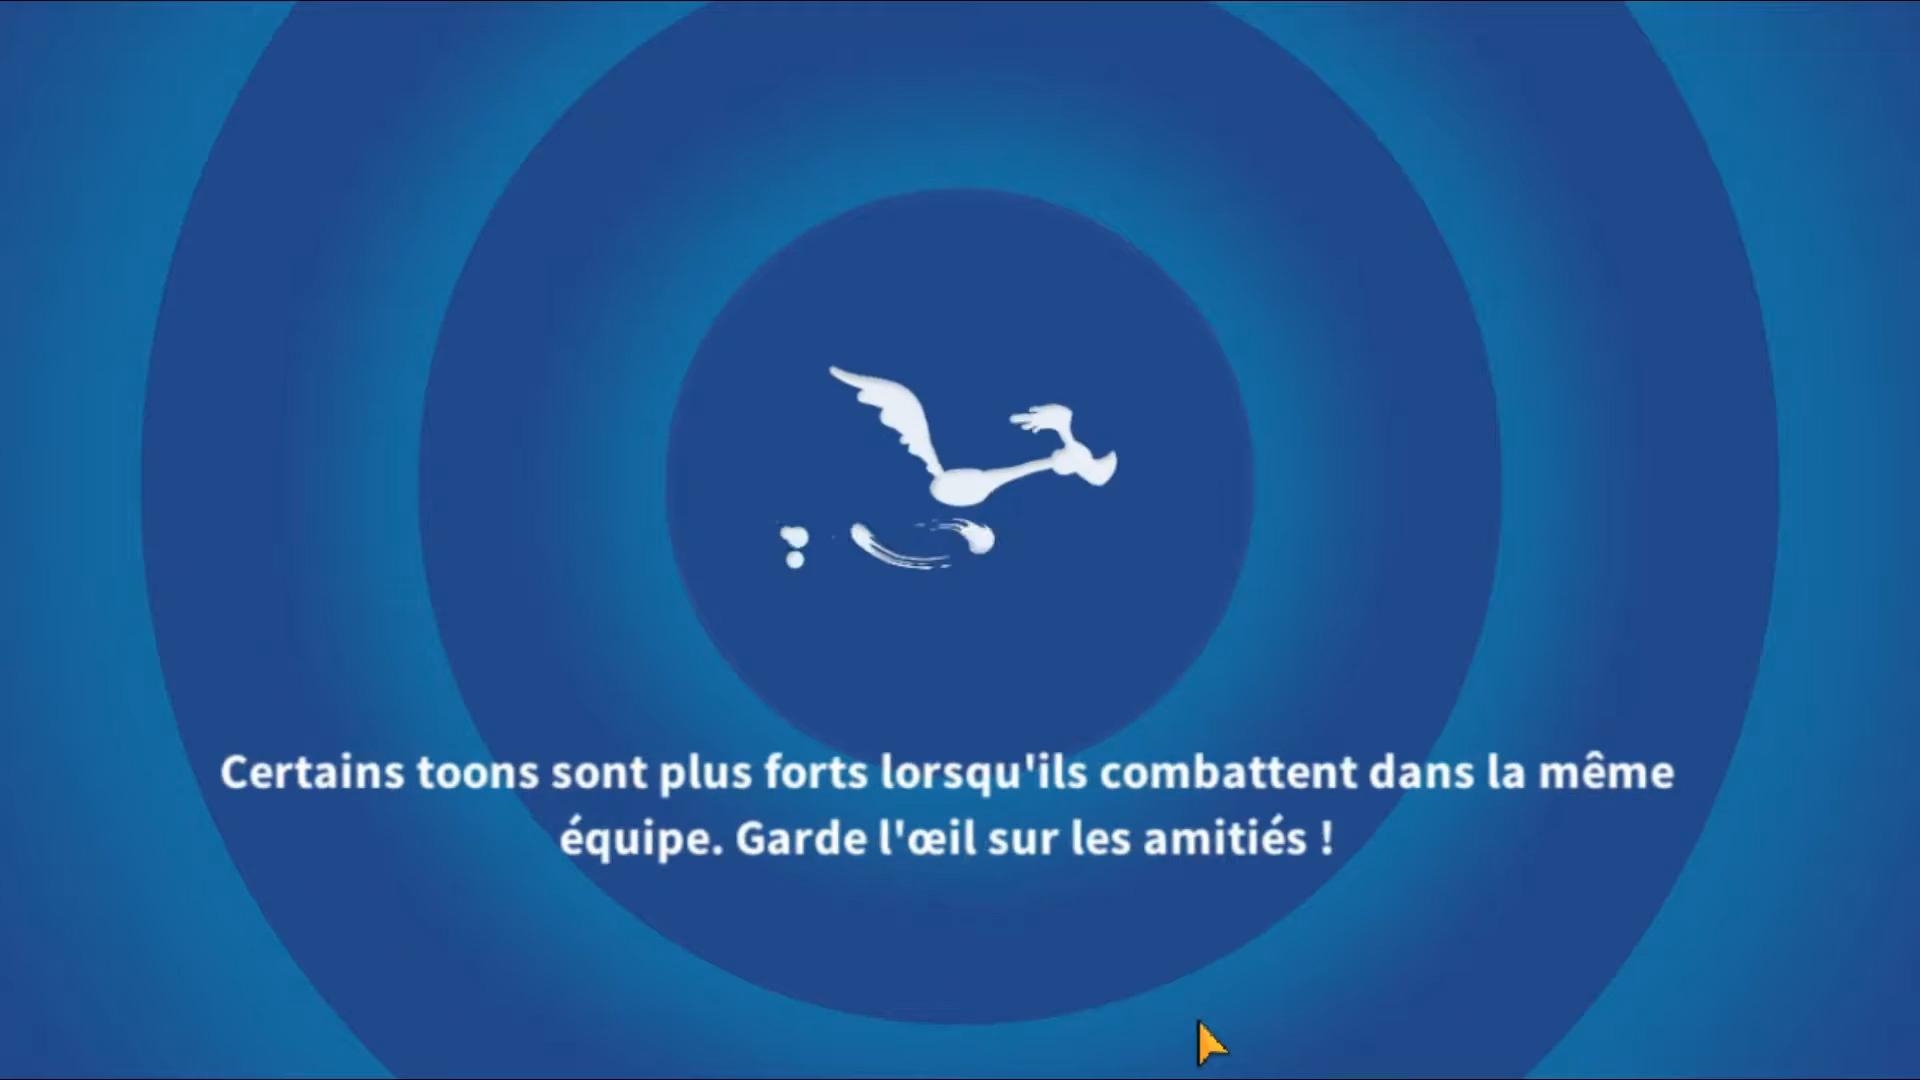 Certains toons sont plus forts lorsqu'ils combattent dans la même
équipe. Garde l'œil sur les amitiés !